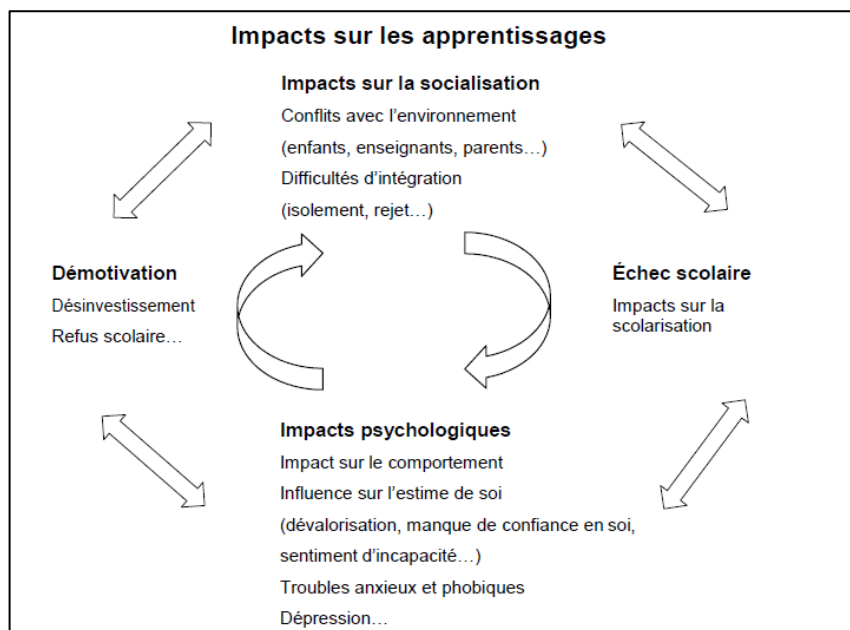 Impacts sur les apprentissages
Impacts sur la socialisation
Conflits avec l’environnement
(enfants, enseignants, parents…)
Difficultés d’intégration
(isolement, rejet…)
Démotivation
Désinvestissement
Refus scolaire…
Échec scolaire
Impacts sur la
scolarisation
Impacts psychologiques
Impact sur le comportement
Influence sur l’estime de soi
(dévalorisation, manque de confiance en soi,
sentiment d’incapacité…)
Troubles anxieux et phobiques
Dépression…